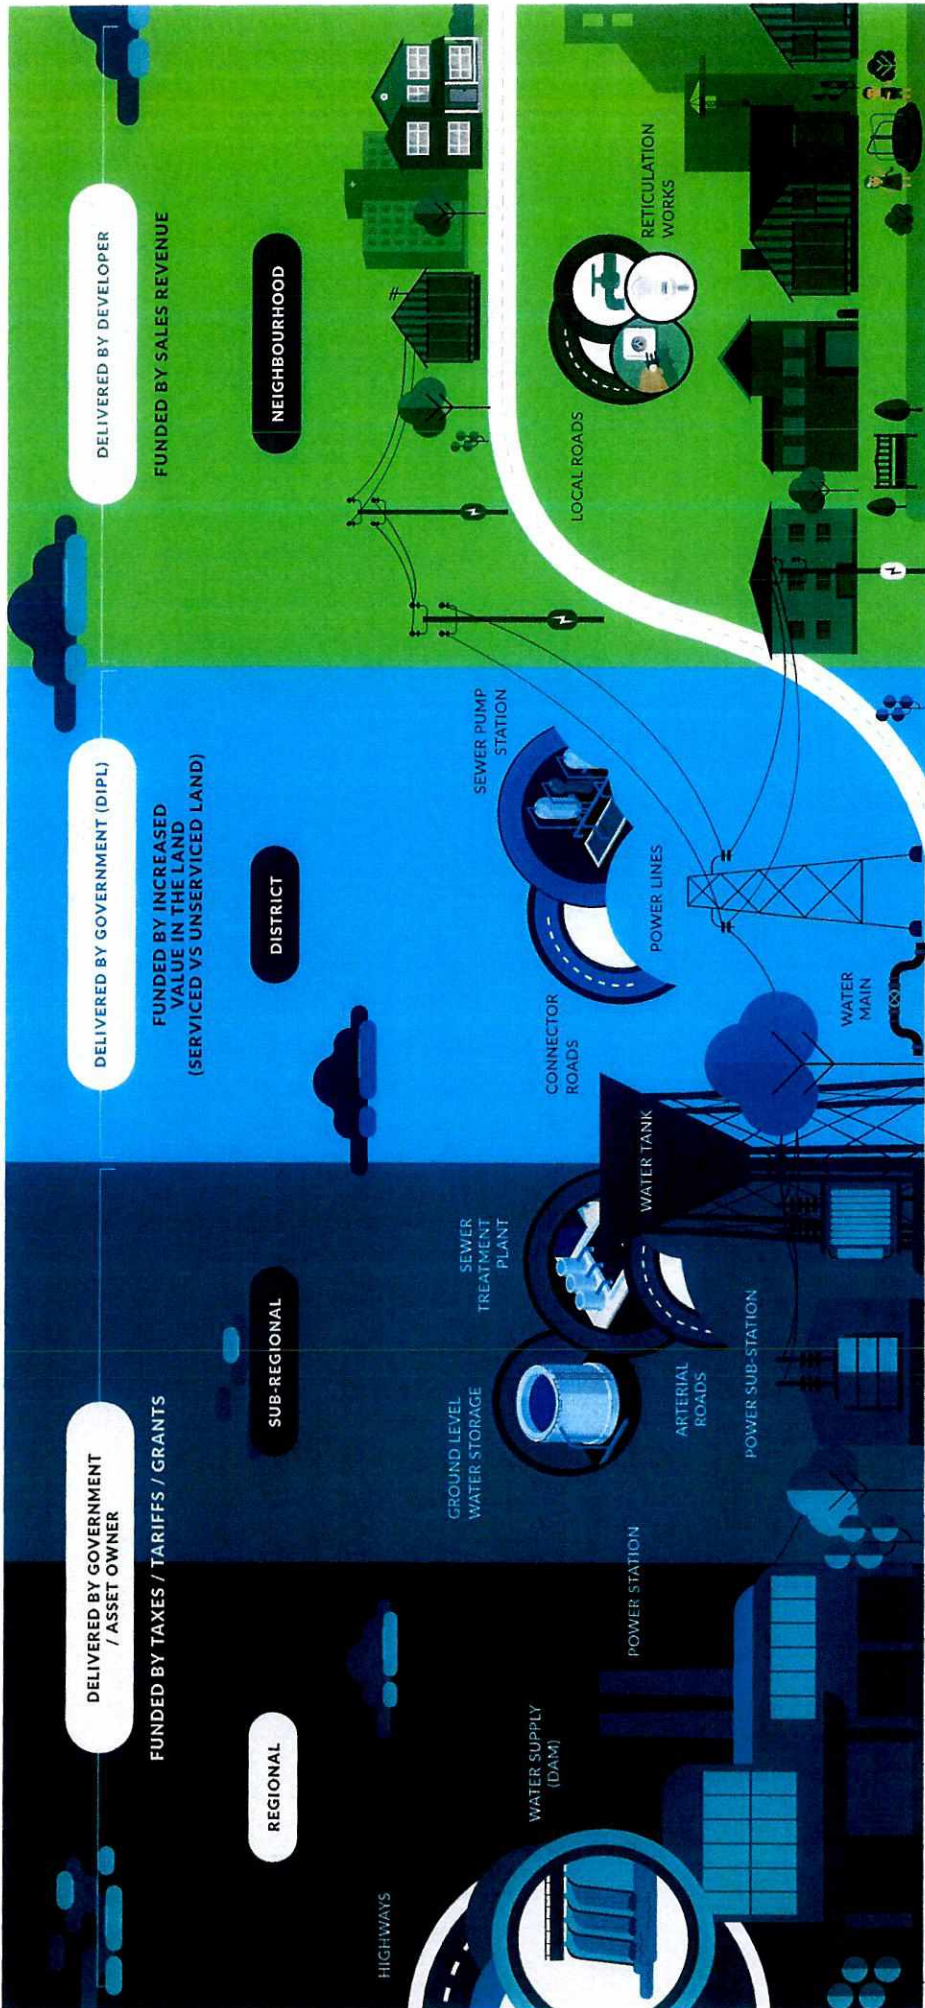 DELIVERED BY GOVERNMENT
/ ASSET OWNER
FUNDED BY TAXES / TARIFFS / GRANTS
REGIONAL
HIGHWAYS
WATER SUPPLY
(DAM)
POWER STATION
SUB-REGIONAL
GROUND LEVEL
WATER STORAGE
SEWER
TREATMENT
PLANT
ARTERIAL
ROADS
POWER SUB-STATION
WATER TANK
DELIVERED BY GOVERNMENT (DIPL)
FUNDED BY INCREASED
VALUE IN THE LAND
(SERVICED VS UNSERVICED LAND)
DISTRICT
CONNECTOR
ROADS
SEWER PUMP
STATION
POWER LINES
WATER
MAIN
DELIVERED BY DEVELOPER
FUNDED BY SALES REVENUE
NEIGHBOURHOOD
LOCAL ROADS
RETICULATION
WORKS